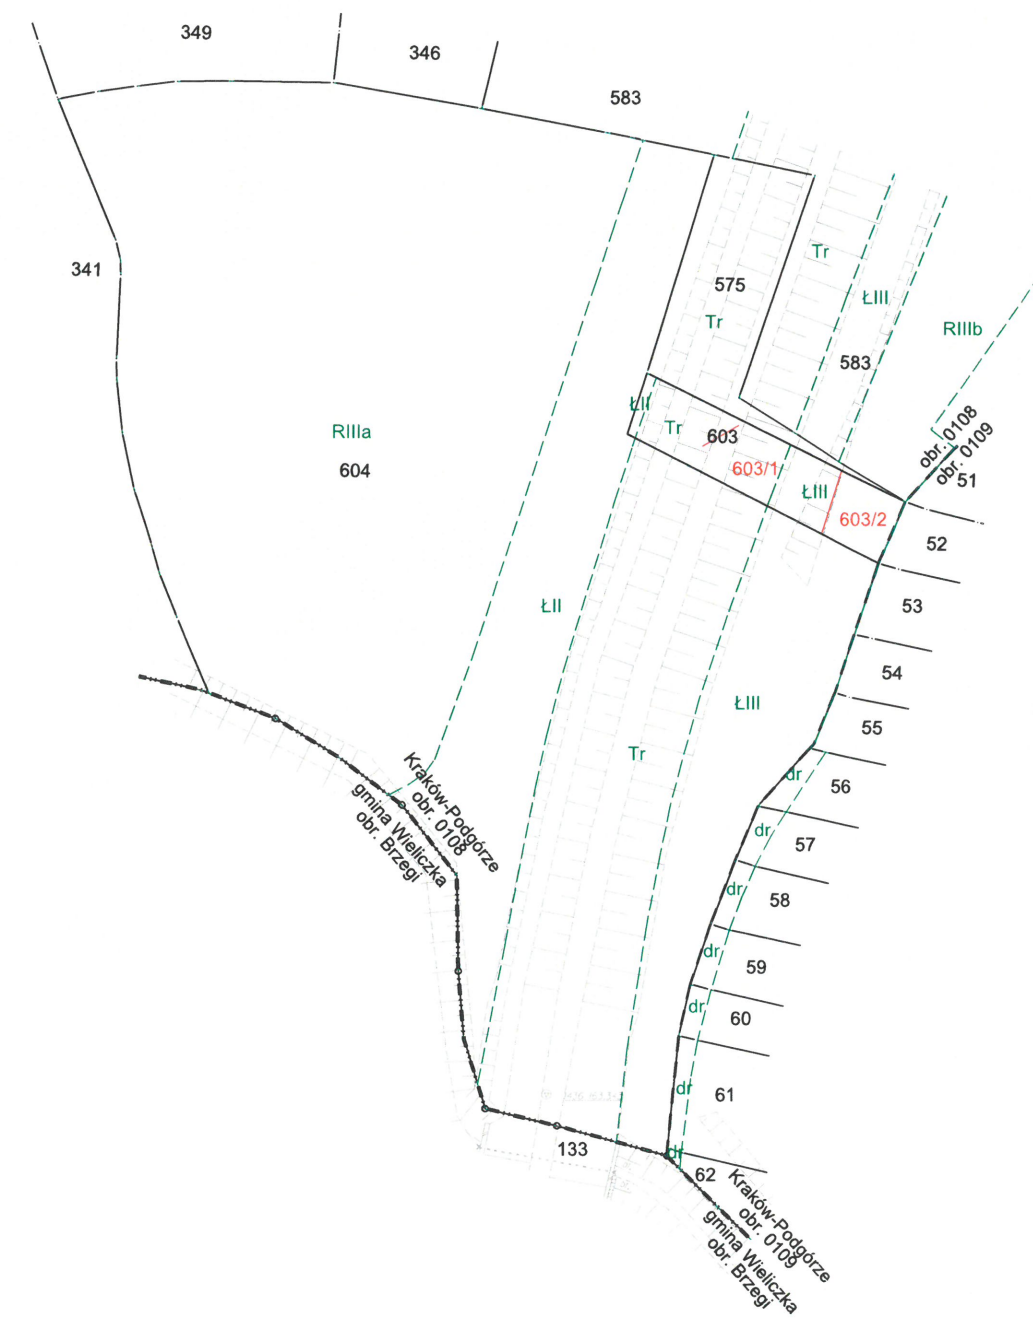 349
346
583
341
575
Tr
Tr
ŁIII
RIIIb
583
ŁII
RIIIa
604
Tr
603
603/1
ŁIII
603/2
obr. 0108
obr. 0109
51
52
53
ŁII
54
ŁIII
55
Tr
dr
56
Kraków-Podgórze
obr. 0108
gmina Wieliczka
obr. Brzegi
dr
57
dr
58
dr
59
dr
60
dr
61
133
dr
62
Kraków-Podgórze
obr. 0109
gmina Wieliczka
obr. Brzegi